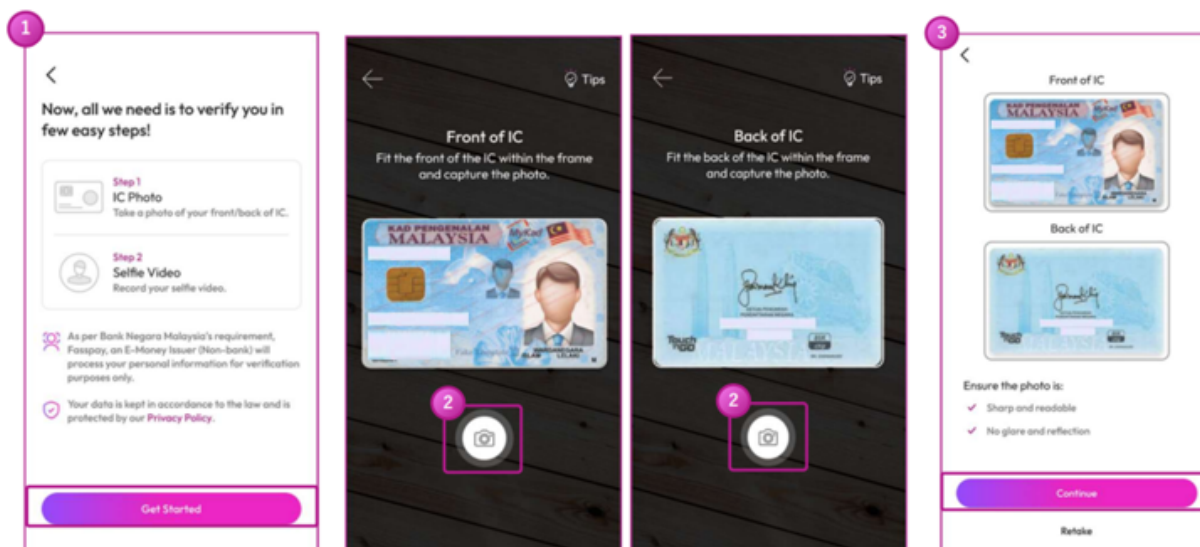 1
Now, all we need is to verify you in
few easy steps!
Step 1
IC Photo
Take a photo of your front/back of IC.
Step 2
Selfie Video
Record your selfie video.
As per Bank Negara Malaysia's requirement,
Fasspay, an E-Money Issuer (Non-bank) will
process your personal information for verification
purposes only.
Your data is kept in accordance to the law and is
protected by our Privacy Policy.
Get Started
Tips
Front of IC
Fit the front of the IC within the frame
and capture the photo.
KAD PENGENALAN
MALAYSIA
MyKad
WARGANEGARA
ISLAM LELAKI
2
Tips
Back of IC
Fit the back of the IC within the frame
and capture the photo.
Touch
n GO
2
3
Front of IC
KAD PENGENALAN
MALAYSIA
MyKad
Back of IC
Touch
n GO
Ensure the photo is:
Sharp and readable
No glare and reflection
Continue
Retake